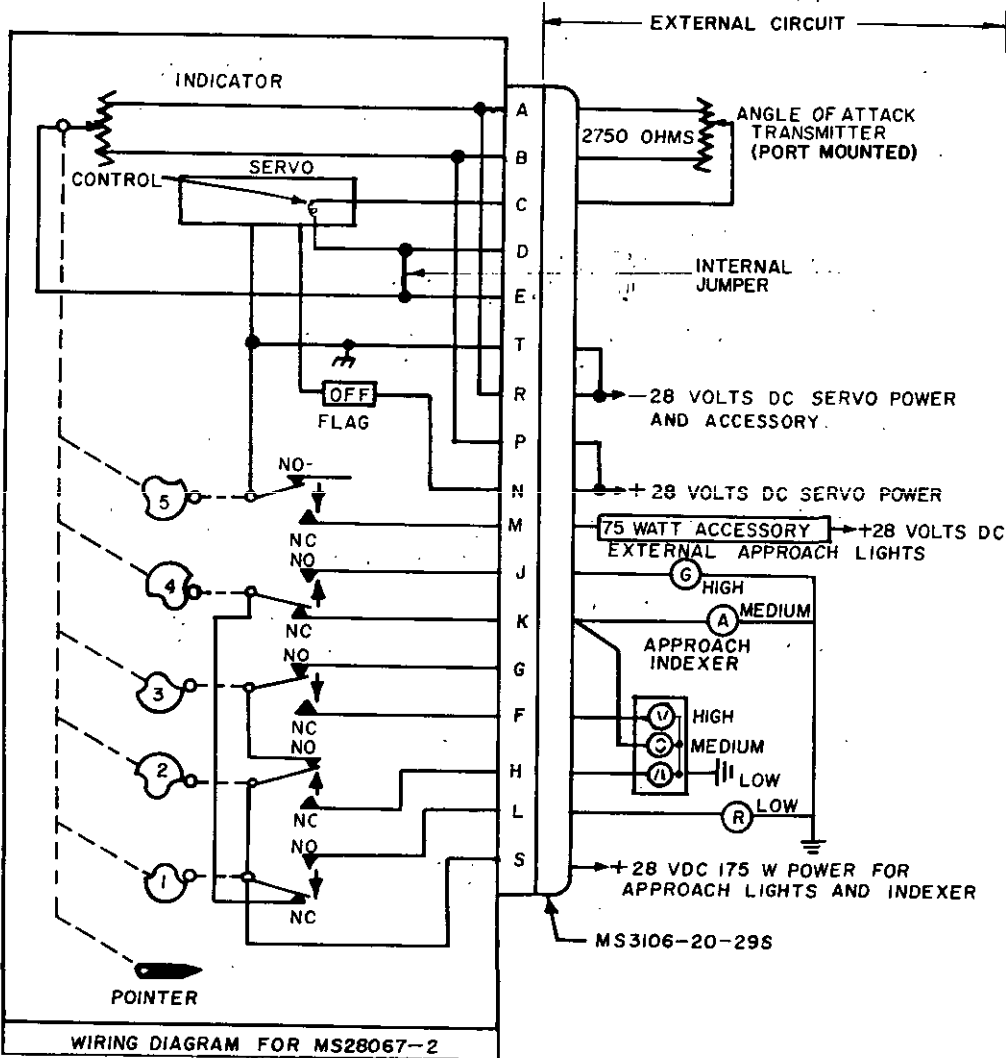 EXTERNAL CIRCUIT
INDICATOR
SERVO
CONTROL
A
B
C
D
E
T
R
P
N
M
J
K
G
F
H
L
S
2750 OHMS
ANGLE OF ATTACK
TRANSMITTER
(PORT MOUNTED)
INTERNAL
JUMPER
OFF
FLAG
-28 VOLTS DC SERVO POWER
AND ACCESSORY.
+28 VOLTS DC SERVO POWER
75 WATT ACCESSORY
+28 VOLTS DC
EXTERNAL APPROACH LIGHTS
5
NO-
NC
4
NO
NC
3
NO
NC
2
NO
NC
1
NO
NC
G
HIGH
A
MEDIUM
APPROACH
INDEXER
HIGH
MEDIUM
LOW
R
LOW
+28 VDC 175 W POWER FOR
APPROACH LIGHTS AND INDEXER
MS3106-20-29S
POINTER
WIRING DIAGRAM FOR MS28067-2